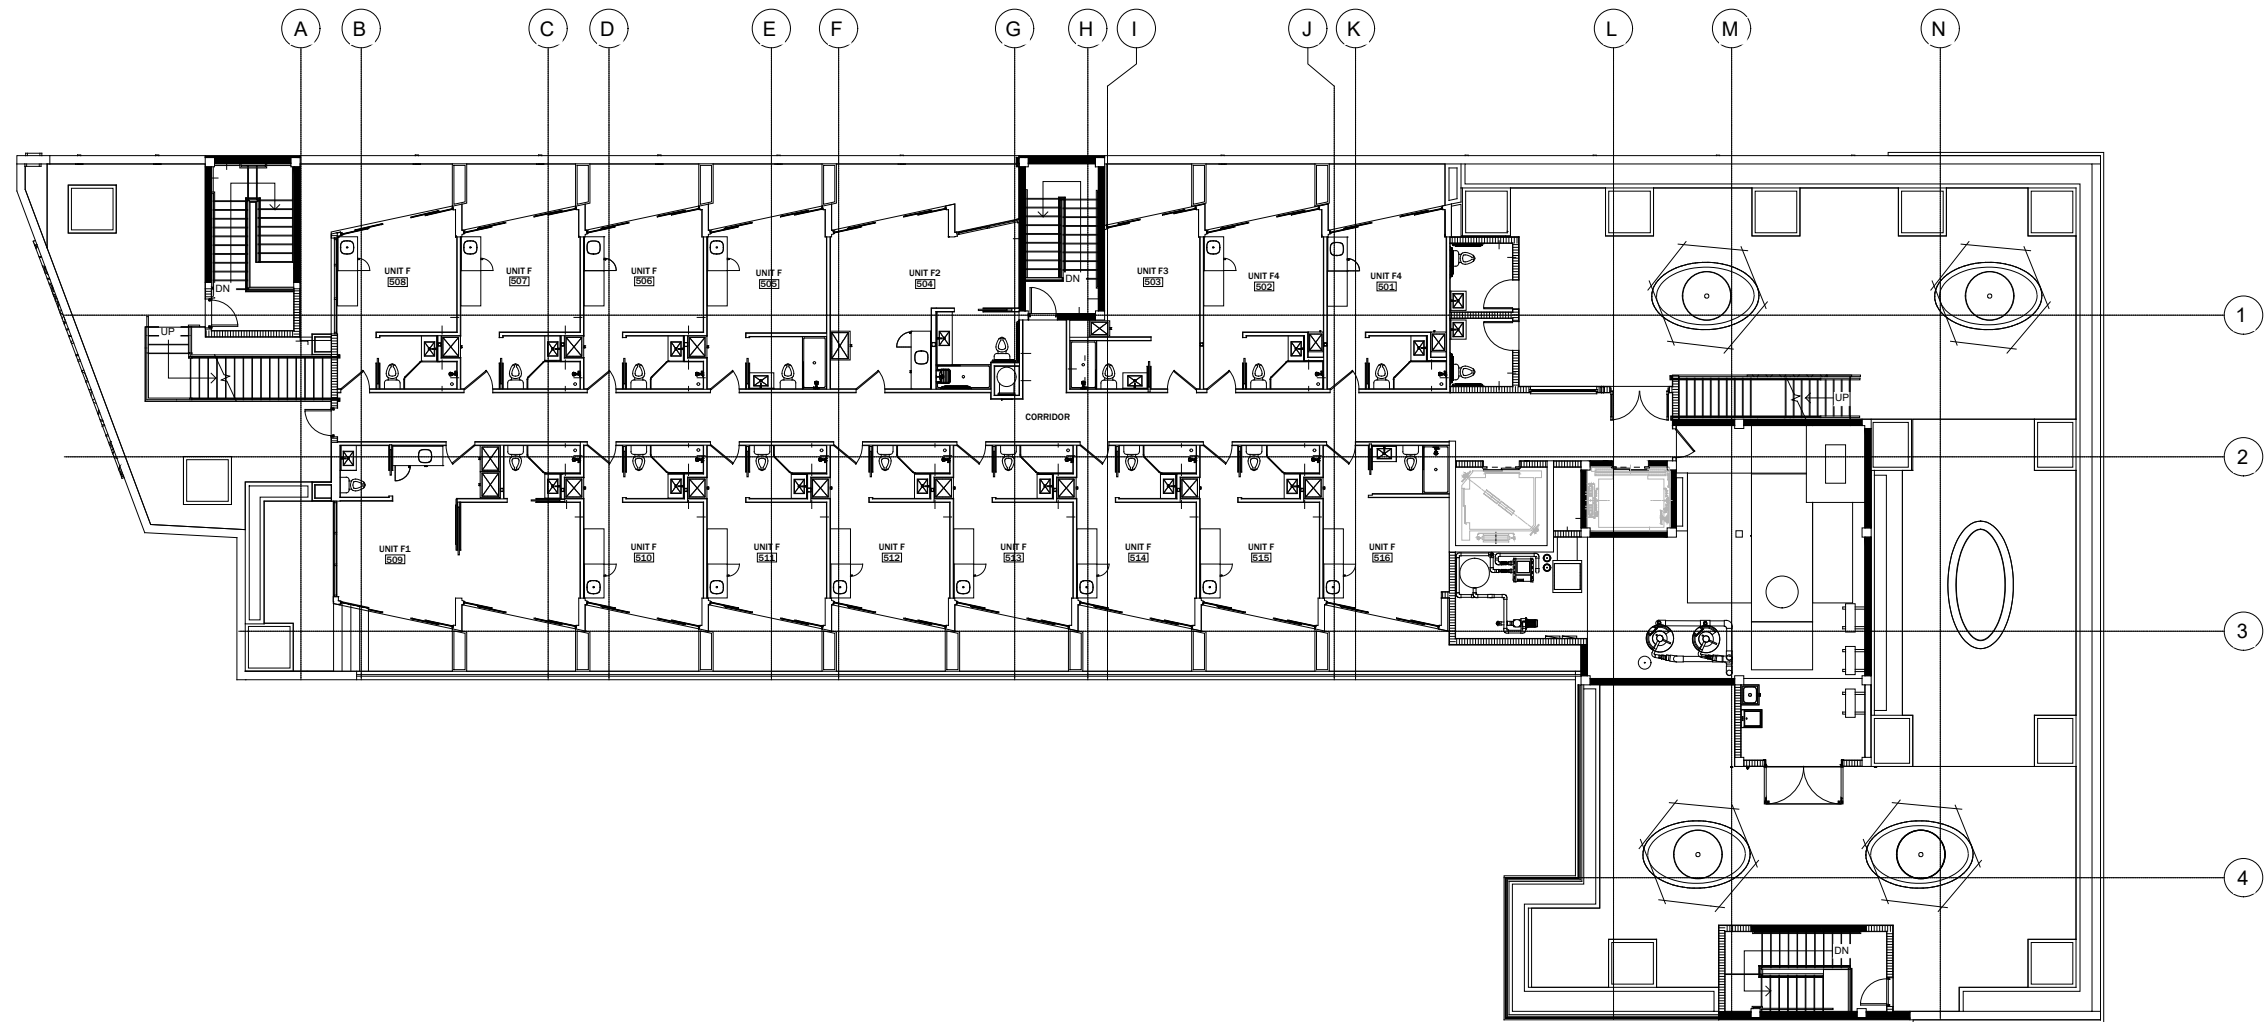 A B C D E F G H I J K L M N
UNIT F
508
UNIT F
507
UNIT F
506
UNIT F
505
UNIT F2
504
UNIT F3
503
UNIT F4
502
UNIT F4
501
DN
DN
1
UP
UP
CORRIDOR
2
UNIT F1
509
UNIT F
510
UNIT F
511
UNIT F
512
UNIT F
513
UNIT F
514
UNIT F
515
UNIT F
516
3
4
DN